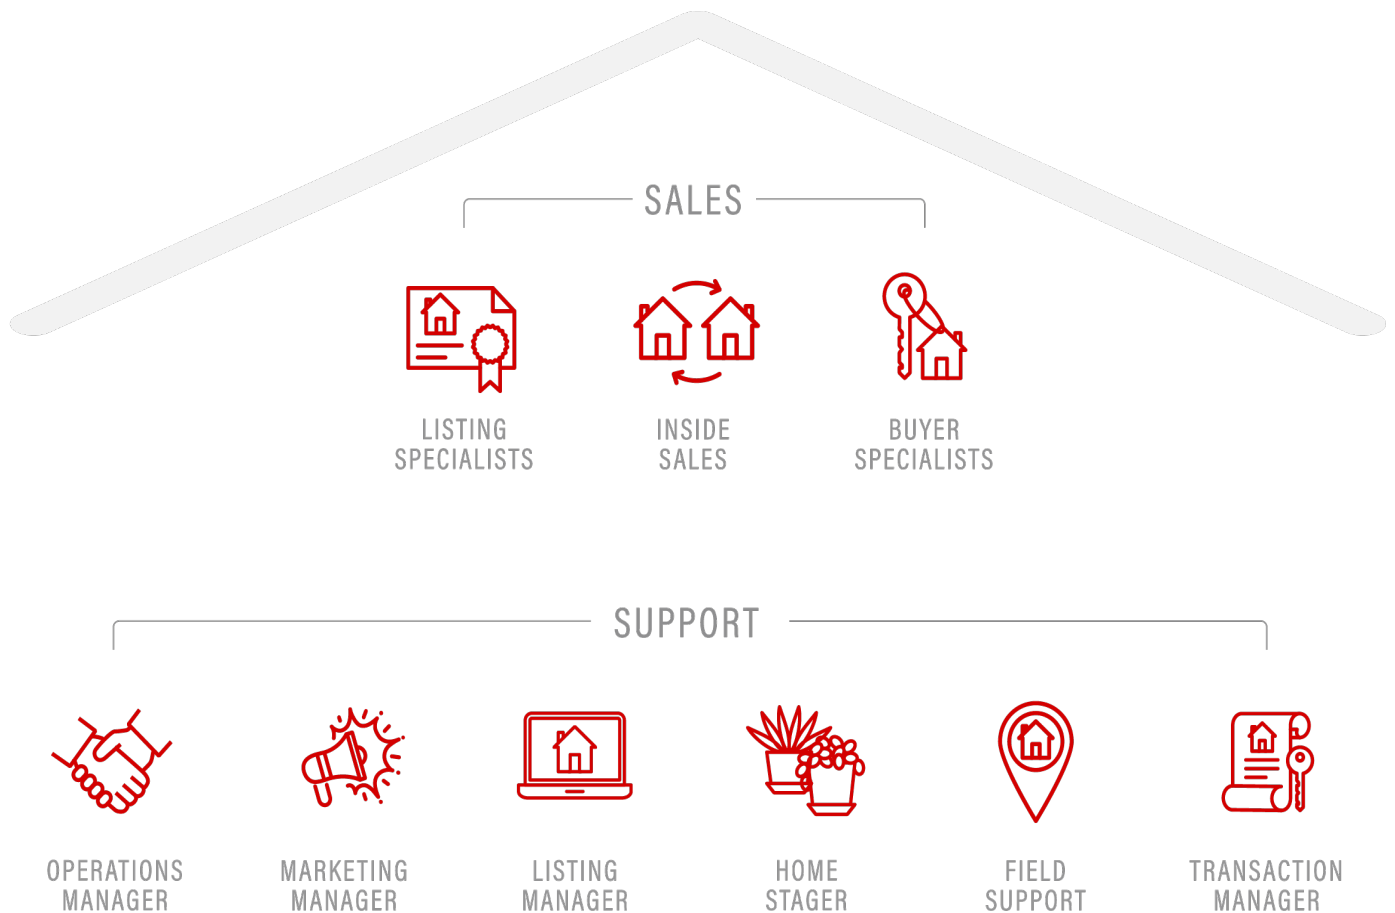 SALES
LISTING
SPECIALISTS
INSIDE
SALES
BUYER
SPECIALISTS
SUPPORT
OPERATIONS
MANAGER
MARKETING
MANAGER
LISTING
MANAGER
HOME
STAGER
FIELD
SUPPORT
TRANSACTION
MANAGER